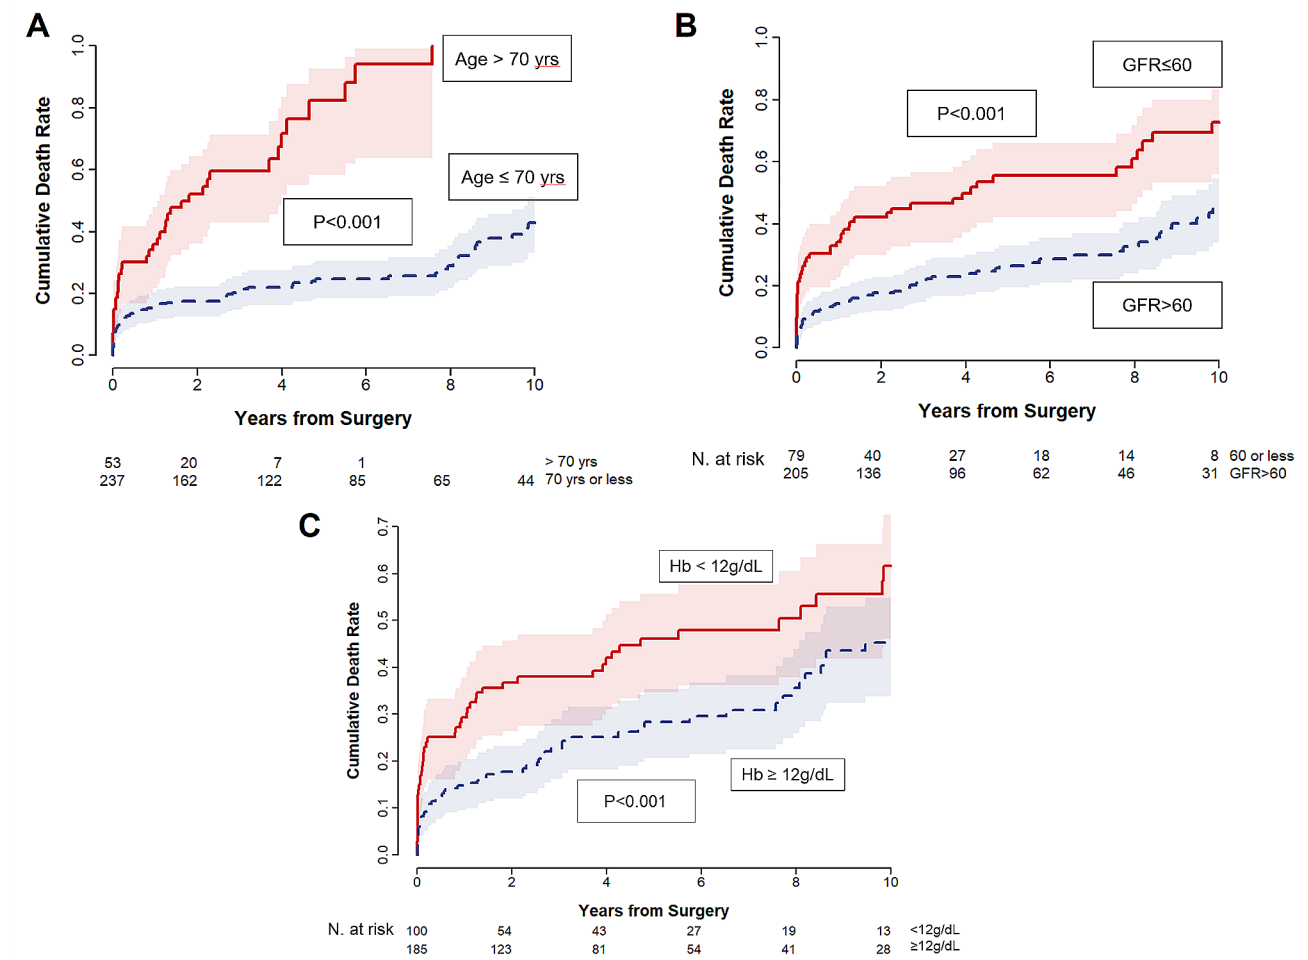 A
Cumulative Death Rate
0.0 0.2 0.4 0.6 0.8 1.0
Age > 70 yrs
Age ≤ 70 yrs
P<0.001
0 2 4 6 8 10
Years from Surgery
53 20 7 1 > 70 yrs
237 162 122 85 65 44 70 yrs or less
B
Cumulative Death Rate
0.0 0.2 0.4 0.6 0.8 1.0
GFR≤60
P<0.001
GFR>60
0 2 4 6 8 10
Years from Surgery
N. at risk 79 40 27 18 14 8 60 or less
205 136 96 62 46 31 GFR>60
C
Cumulative Death Rate
0.0 0.1 0.2 0.3 0.4 0.5 0.6 0.7
Hb < 12g/dL
Hb ≥ 12g/dL
P<0.001
0 2 4 6 8 10
Years from Surgery
N. at risk 100 54 43 27 19 13 <12g/dL
185 123 81 54 41 28 ≥12g/dL